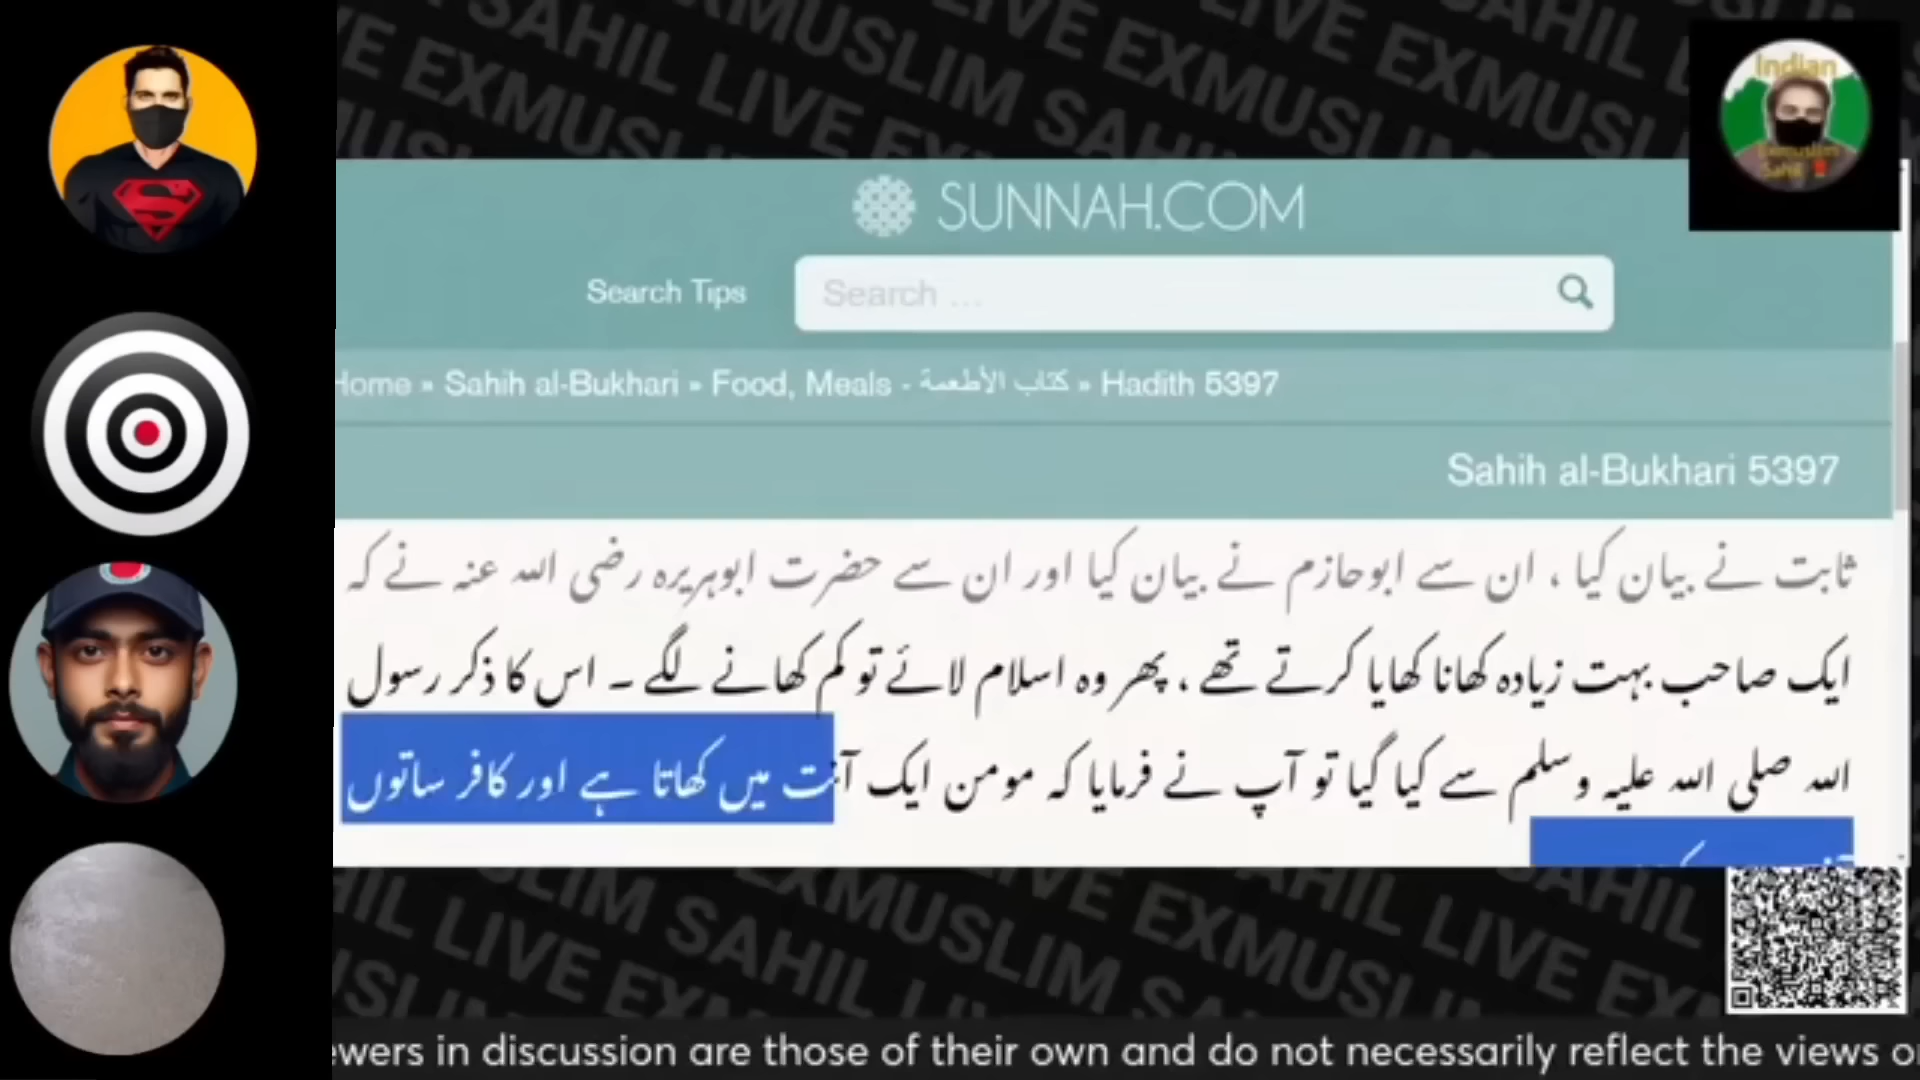 Indian
Exmuslim
Sahil
SUNNAH.COM
Search Tips
Search ...
Home » Sahih al-Bukhari » Food, Meals - كتاب الأطعمة » Hadith 5397
Sahih al-Bukhari 5397
ثابت نے بیان کیا ، ان سے ابوحازم نے بیان کیا اور ان سے حضرت ابوہریرہ رضی اللہ عنہ نے کہ
ایک صاحب بہت زیادہ کھانا کھایا کرتے تھے ، پھر وہ اسلام لائے تو کم کھانے لگے ۔ اس کا ذکر رسول
اللہ صلی اللہ علیہ وسلم سے کیا گیا تو آپ نے فرمایا کہ مومن ایک آنت میں کھاتا ہے اور کافر ساتوں
ewers in discussion are those of their own and do not necessarily reflect the views o